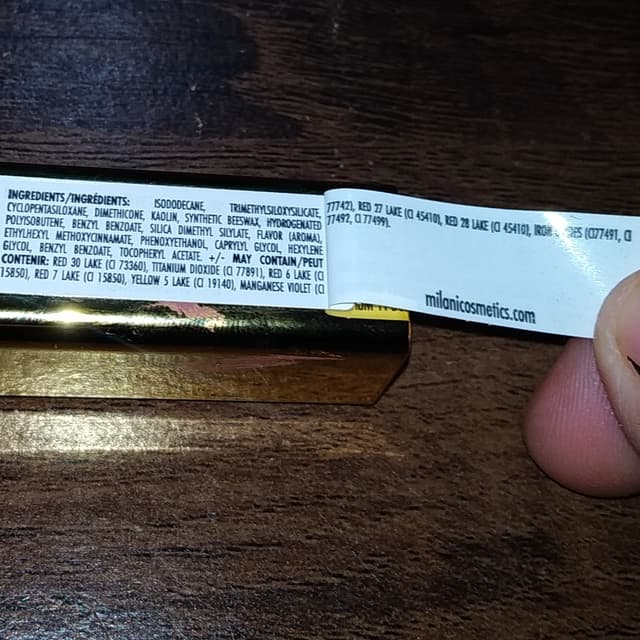 INGREDIENTS/INGRÉDIENTS: ISODODECANE, TRIMETHYLSILOXYSILICATE,
CYCLOPENTASILOXANE, DIMETHICONE, KAOLIN, SYNTHETIC BEESWAX, HYDROGENATED
POLYISOBUTENE, BENZYL BENZOATE, SILICA DIMETHYL SILYLATE, FLAVOR (AROMA),
ETHYLHEXYL METHOXYCINNAMATE, PHENOXYETHANOL, CAPRYLYL GLYCOL, HEXYLENE
GLYCOL, BENZYL BENZOATE, TOCOPHERYL ACETATE. +/- MAY CONTAIN/PEUT
CONTENIR: RED 30 LAKE (CI 73360), TITANIUM DIOXIDE (CI 77891), RED 6 LAKE (CI
15850), RED 7 LAKE (CI 15850), YELLOW 5 LAKE (CI 19140), MANGANESE VIOLET (CI
77742), RED 27 LAKE (CI 45410), RED 28 LAKE (CI 45410), IRON (CI77491, CI
77492, CI 77499).
milanicosmetics.com